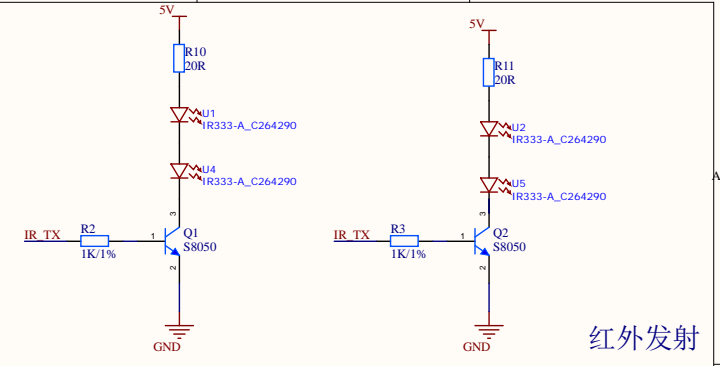 5V
R10
20R
U1
IR333-A_C264290
U4
IR333-A_C264290
3
IR_TX
R2
1K/1%
1
Q1
S8050
2
GND
5V
R11
20R
U2
IR333-A_C264290
U5
IR333-A_C264290
3
IR_TX
R3
1K/1%
1
Q2
S8050
2
GND
红外发射
A